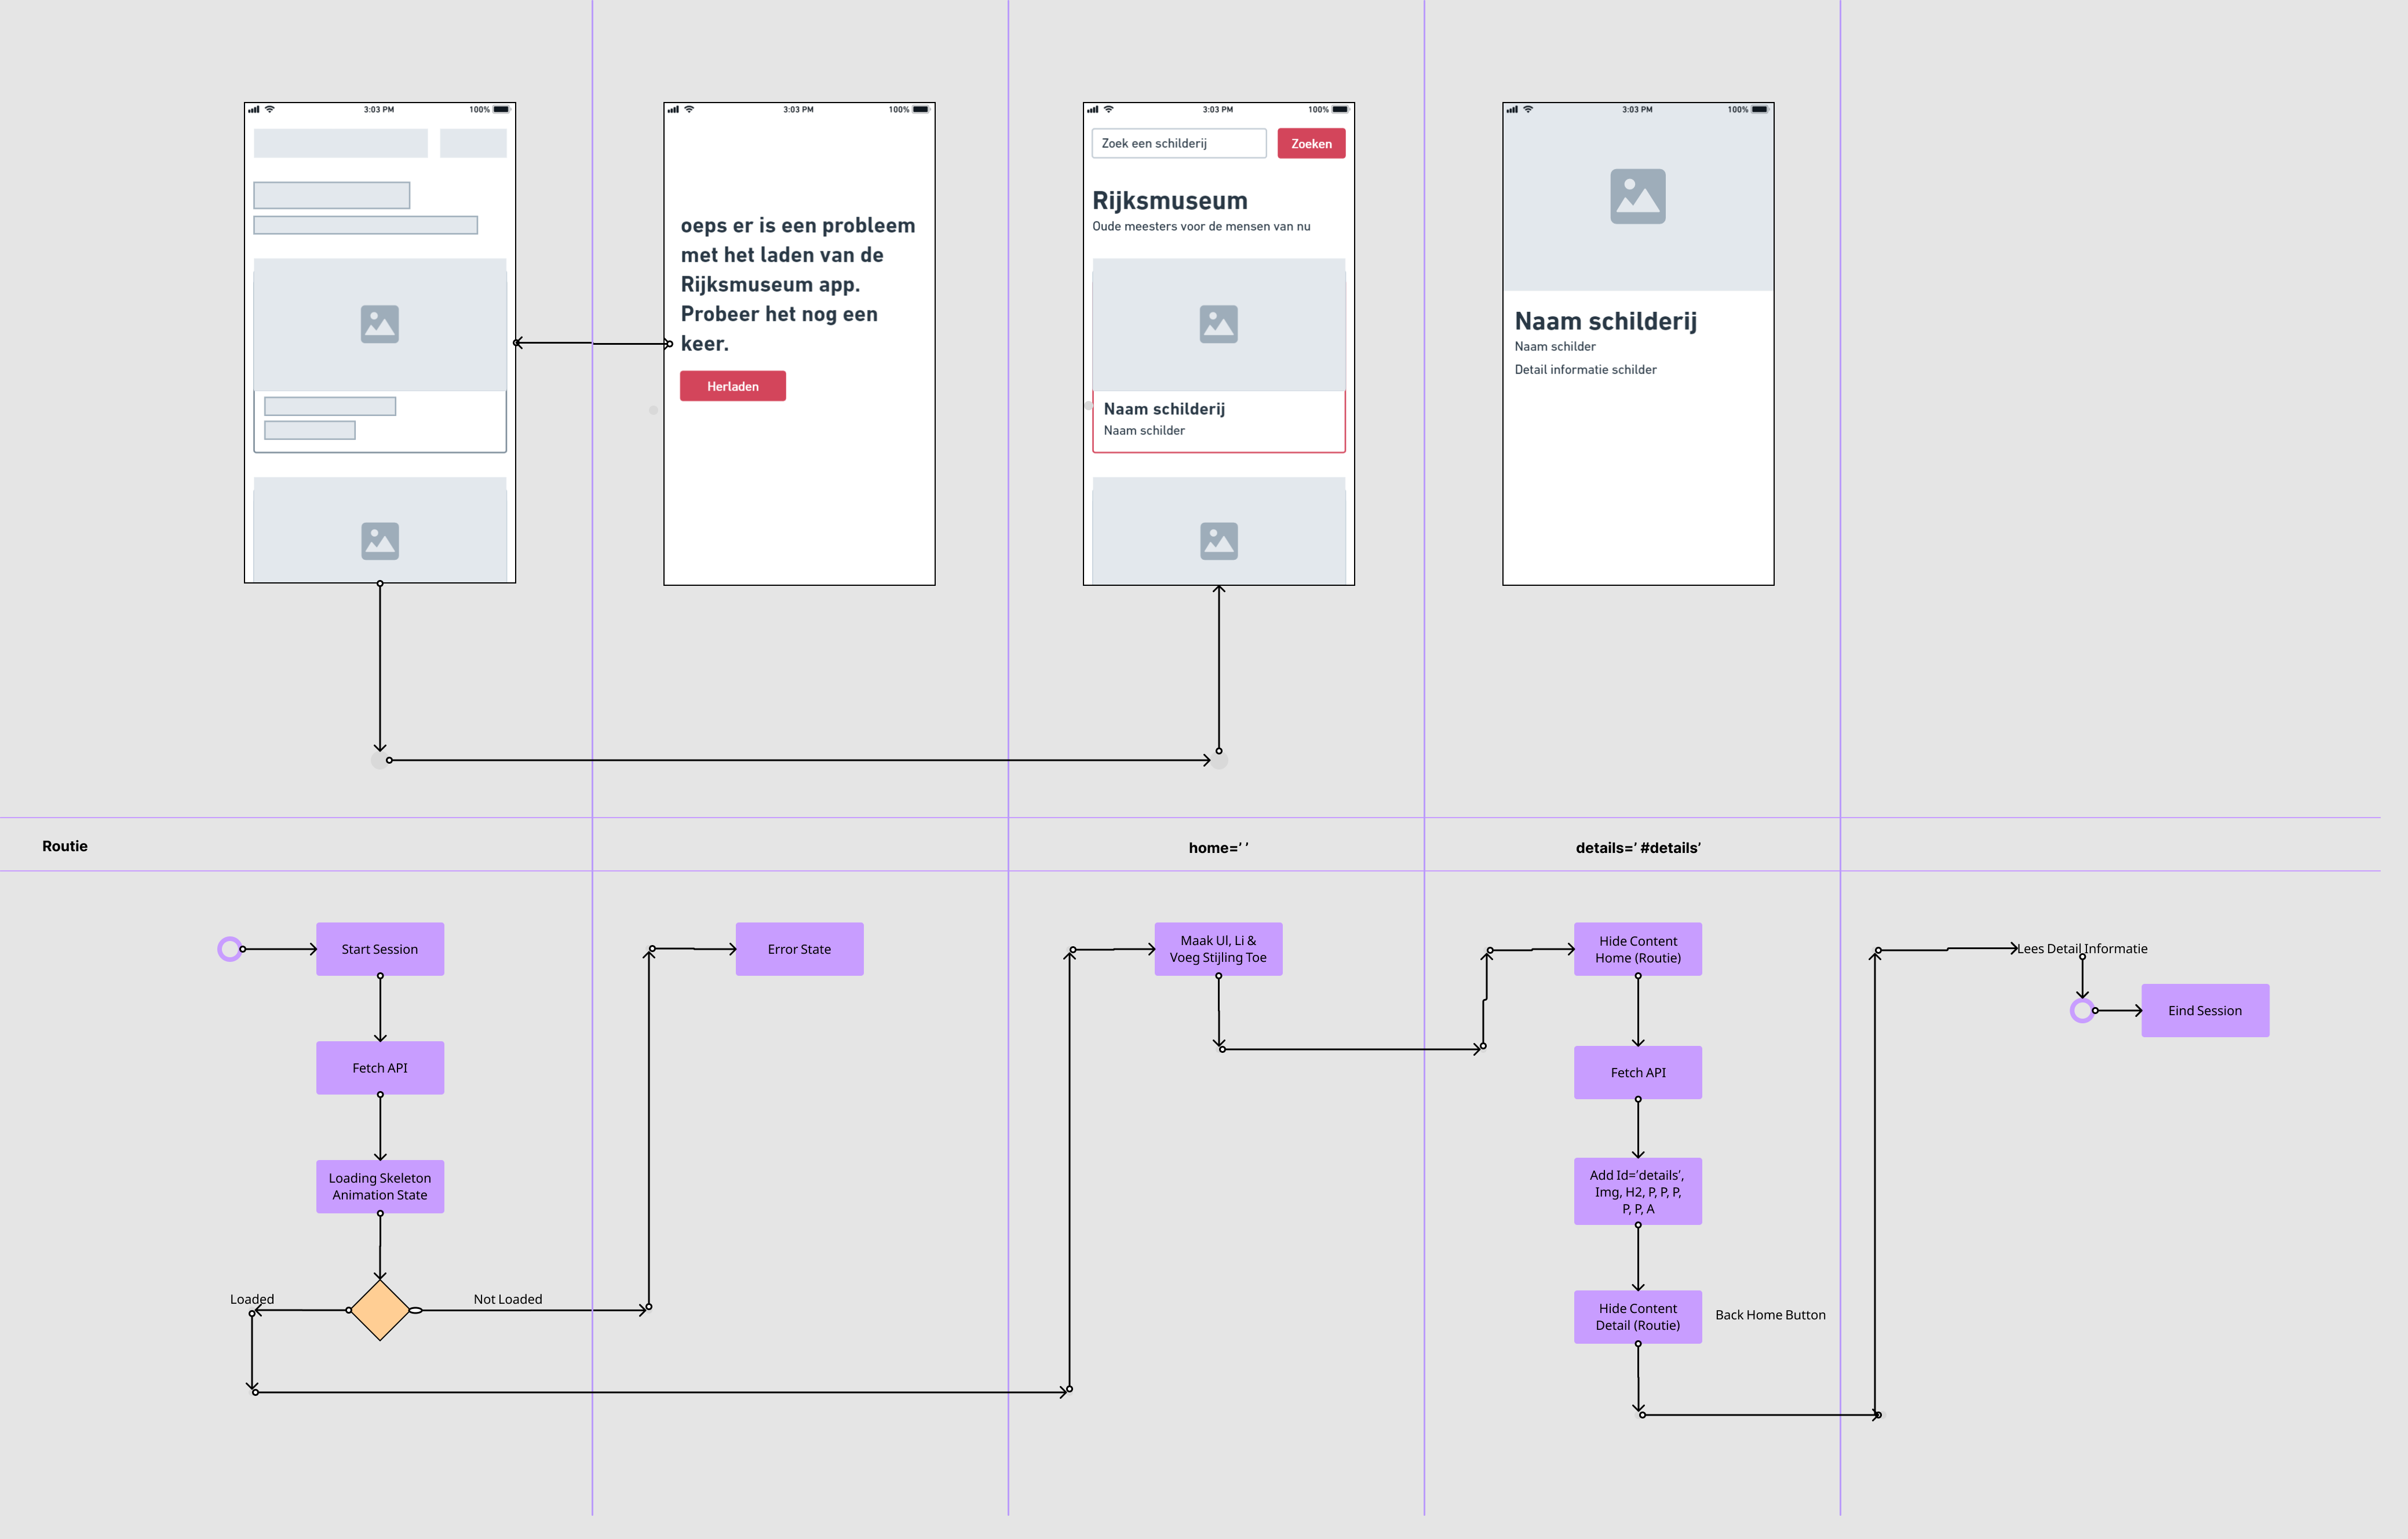 3:03 PM
100%
3:03 PM
100%
oeps er is een probleem
met het laden van de
Rijksmuseum app.
Probeer het nog een
keer.
Herladen
3:03 PM
100%
Zoek een schilderij
Zoeken
Rijksmuseum
Oude meesters voor de mensen van nu
Naam schilderij
Naam schilder
3:03 PM
100%
Naam schilderij
Naam schilder
Detail informatie schilder
Routie
home=’ ’
details=’ #details’
Start Session
Fetch API
Loading Skeleton
Animation State
Loaded
Not Loaded
Error State
Maak Ul, Li &
Voeg Stijling Toe
Hide Content
Home (Routie)
Fetch API
Add Id=’details’,
Img, H2, P, P, P,
P, P, A
Hide Content
Detail (Routie)
Back Home Button
Lees Detail Informatie
Eind Session